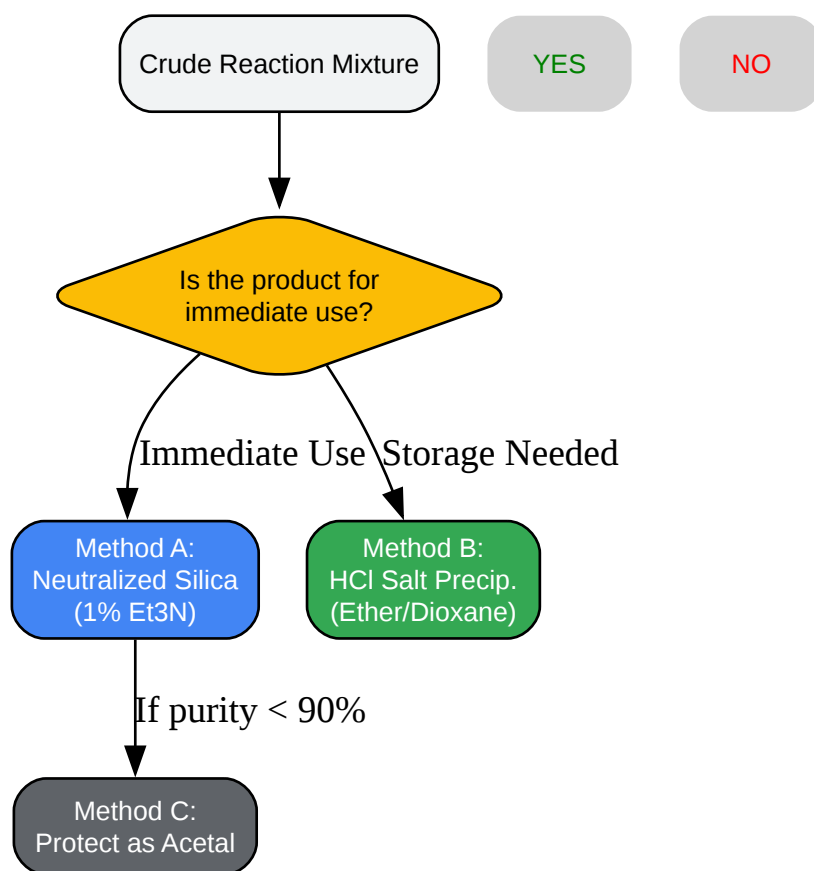 Crude Reaction Mixture
YES
NO
Is the product for
immediate use?
Immediate Use
Storage Needed
Method A:
Neutralized Silica
(1% Et3N)
Method B:
HCl Salt Precip.
(Ether/Dioxane)
If purity < 90%
Method C:
Protect as Acetal